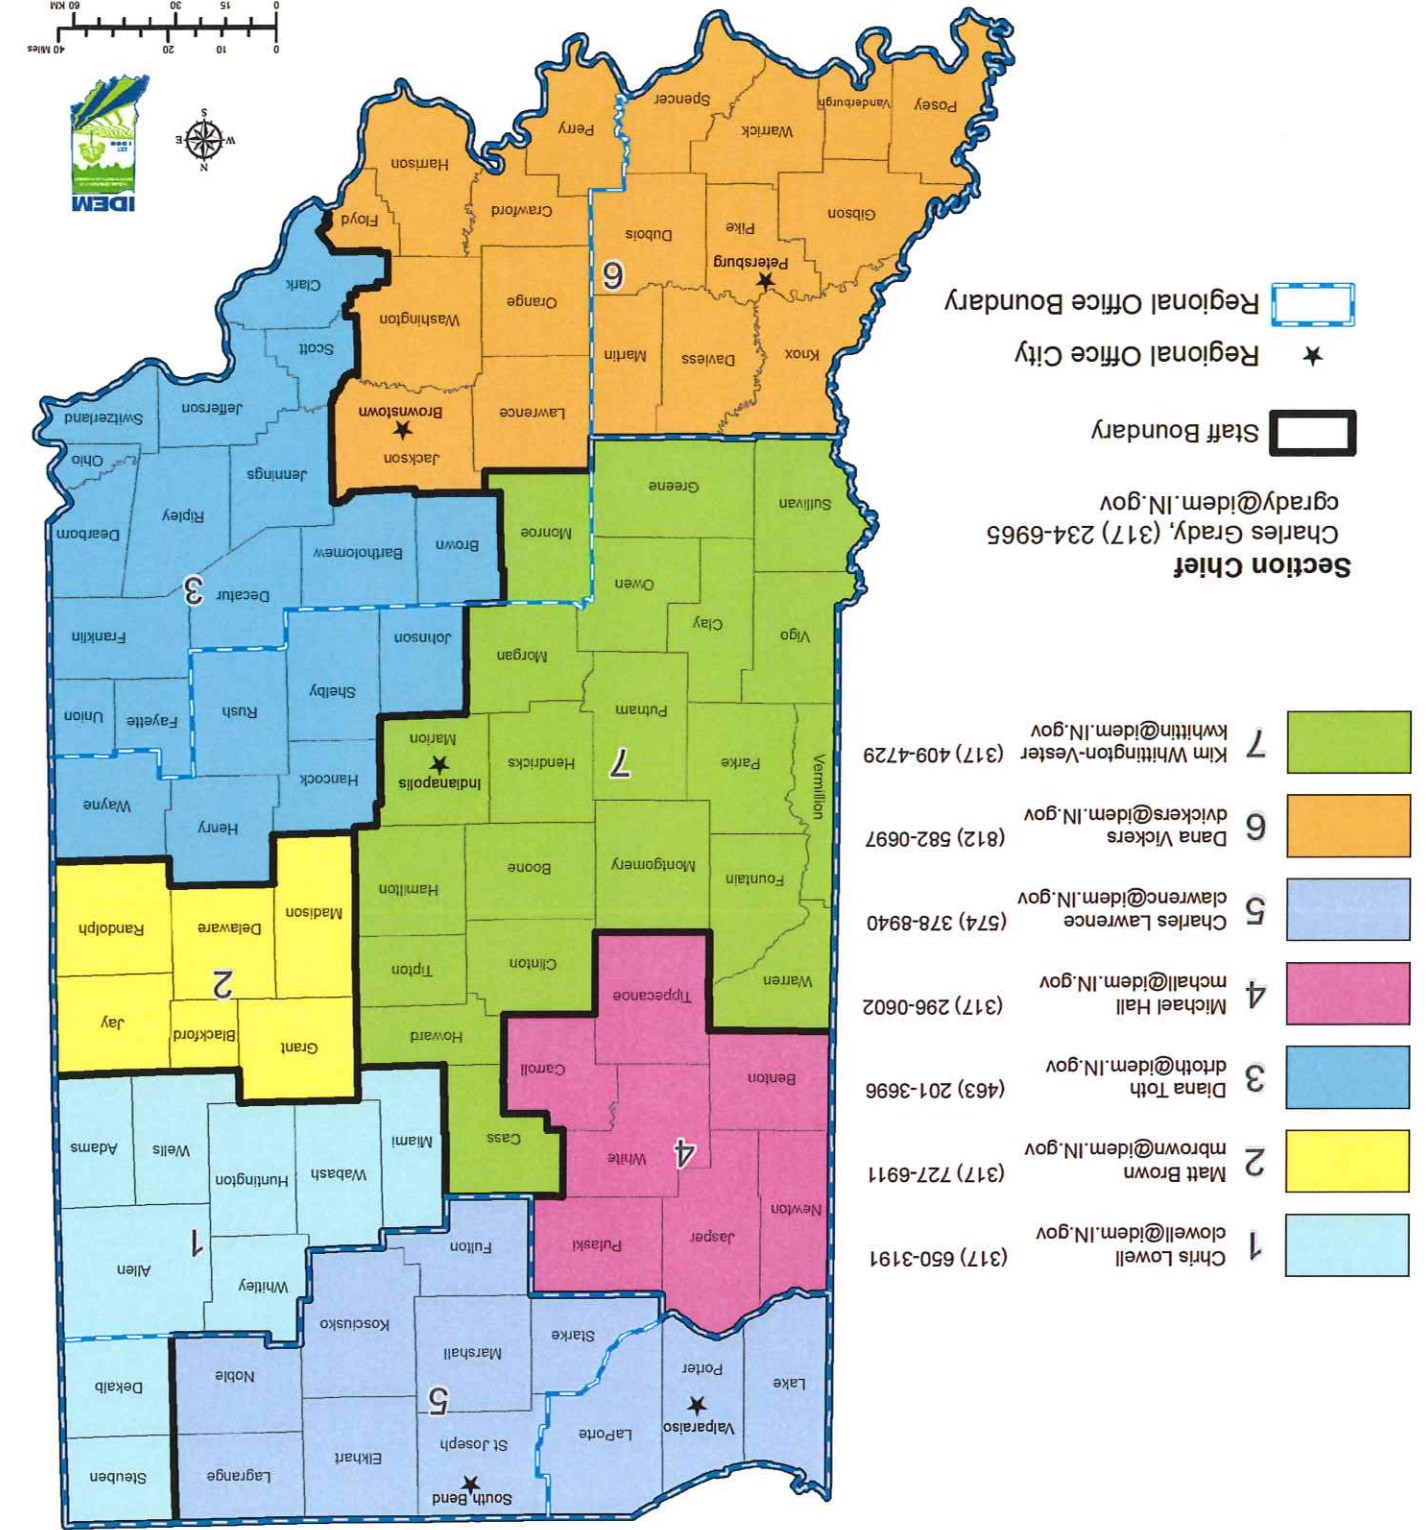 South Bend
St Joseph
Elkhart
Lagrange
Steuben
LaPorte
Lake
Porter
Valparaiso
5
Marshall
Starke
Kosciusko
Noble
Dekalb
Fulton
Whitley
Allen
1
Newton
Jasper
Pulaski
White
4
Cass
Miami
Wabash
Huntington
Wells
Adams
Benton
Carroll
Tippecanoe
Howard
Grant
Blackford
Jay
2
Warren
Clinton
Tipton
Madison
Delaware
Randolph
Fountain
Montgomery
Boone
Hamilton
Vermillion
Parke
Putnam
7
Hendricks
Indianapolis
Marion
Hancock
Henry
Wayne
Vigo
Clay
Owen
Morgan
Johnson
Shelby
Rush
Fayette
Union
Sullivan
Greene
Monroe
Brown
Bartholomew
Decatur
3
Franklin
Jennings
Ripley
Dearborn
Ohio
Knox
Daviess
Martin
Lawrence
Jackson
Brownstown
Scott
Jefferson
Switzerland
Petersburg
Pike
Gibson
Dubois
6
Orange
Washington
Clark
Posey
Vanderburgh
Warrick
Spencer
Perry
Crawford
Harrison
Floyd
1
Chris Lowell
clowell@idem.IN.gov
(317) 650-3191
2
Matt Brown
mbrown@idem.IN.gov
(317) 727-6911
3
Diana Toth
drtoth@idem.IN.gov
(463) 201-3696
4
Michael Hall
mchall@idem.IN.gov
(317) 296-0602
5
Charles Lawrence
clawrenc@idem.IN.gov
(574) 378-8940
6
Dana Vickers
dvickers@idem.IN.gov
(812) 582-0697
7
Kim Whittington-Vester
kwhittin@idem.IN.gov
(317) 409-4729
Section Chief
Charles Grady, (317) 234-6965
cgrady@idem.IN.gov
Staff Boundary
Regional Office City
Regional Office Boundary
IDEM
N
W
E
S
0 10 20 40 Miles
0 15 30 60 KM